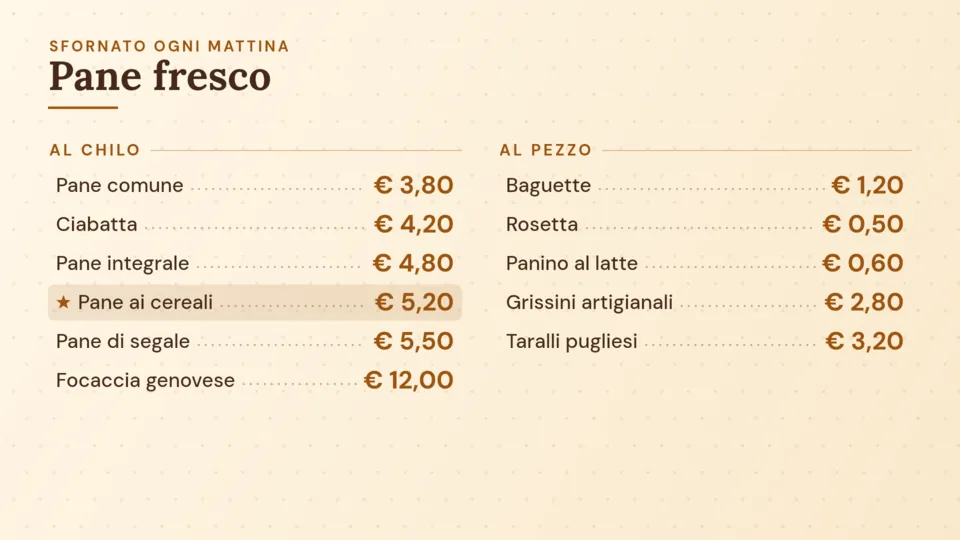 SFORNATO OGNI MATTINA
Pane fresco
AL CHILO
Pane comune € 3,80
Ciabatta € 4,20
Pane integrale € 4,80
★ Pane ai cereali € 5,20
Pane di segale € 5,50
Focaccia genovese € 12,00
AL PEZZO
Baguette € 1,20
Rosetta € 0,50
Panino al latte € 0,60
Grissini artigianali € 2,80
Taralli pugliesi € 3,20